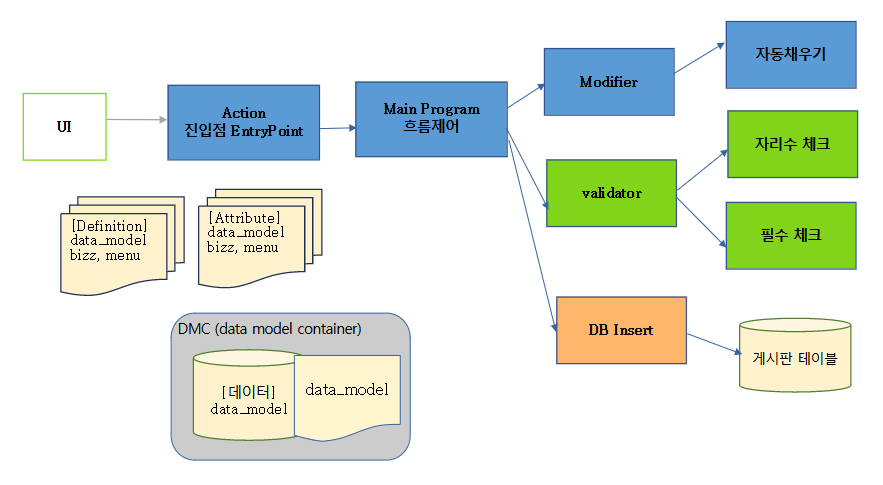 UI
Action
진입점 EntryPoint
Main Program
흐름제어
Modifier
자동채우기
validator
자리수 체크
필수 체크
DB Insert
게시판 테이블
[Definition]
data_model
bizz, menu
[Attribute]
data_model
bizz, menu
DMC (data model container)
[데이터]
data_model
data_model